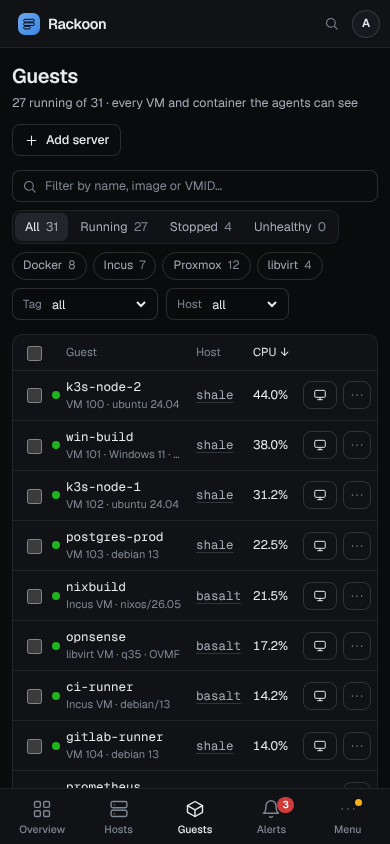 Rackoon
A
Guests
27 running of 31 · every VM and container the agents can see
+ Add server
Filter by name, image or VMID...
All 31 Running 27 Stopped 4 Unhealthy 0
Docker 8 Incus 7 Proxmox 12 libvirt 4
Tag all Host all
Guest Host CPU ↓
k3s-node-2 shale 44.0% ...
VM 100 · ubuntu 24.04
win-build shale 38.0% ...
VM 101 · Windows 11 · ...
k3s-node-1 shale 31.2% ...
VM 102 · ubuntu 24.04
postgres-prod shale 22.5% ...
VM 103 · debian 13
nixbuild basalt 21.5% ...
Incus VM · nixos/26.05
opnsense basalt 17.2% ...
libvirt VM · q35 · OVMF
ci-runner basalt 14.2% ...
Incus VM · debian/13
gitlab-runner shale 14.0% ...
VM 104 · debian 13
prometheus
3 ...
Overview Hosts Guests Alerts Menu